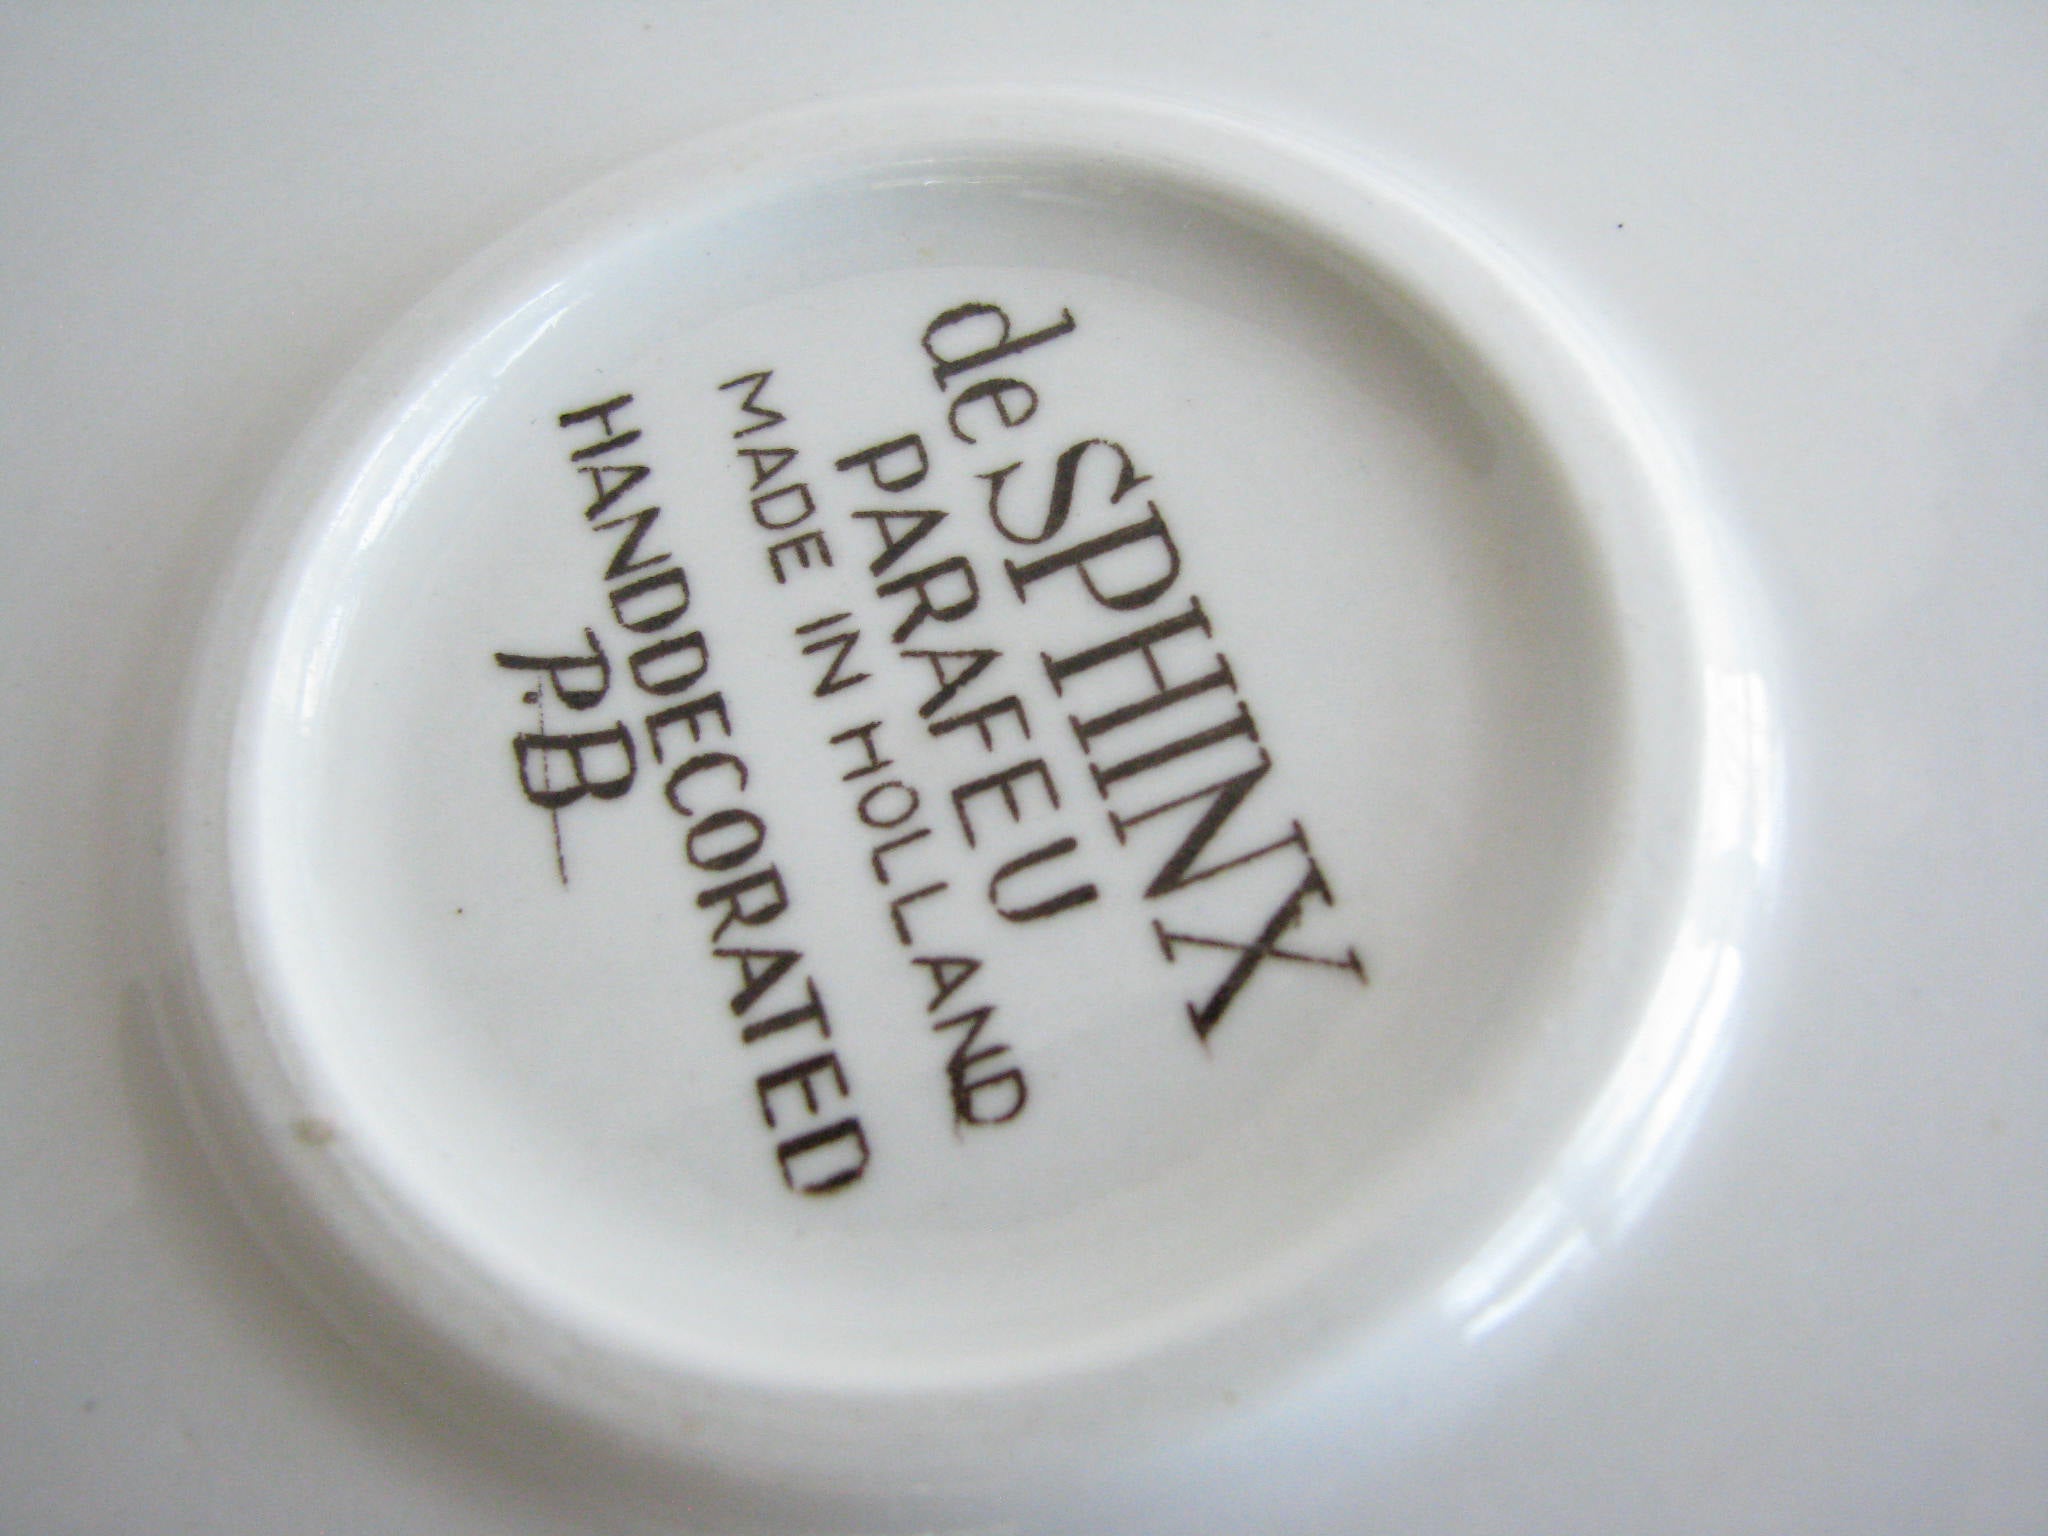 de SPHINX
PARAFEU
MADE IN HOLLAND
HANDDECORATED
P.B